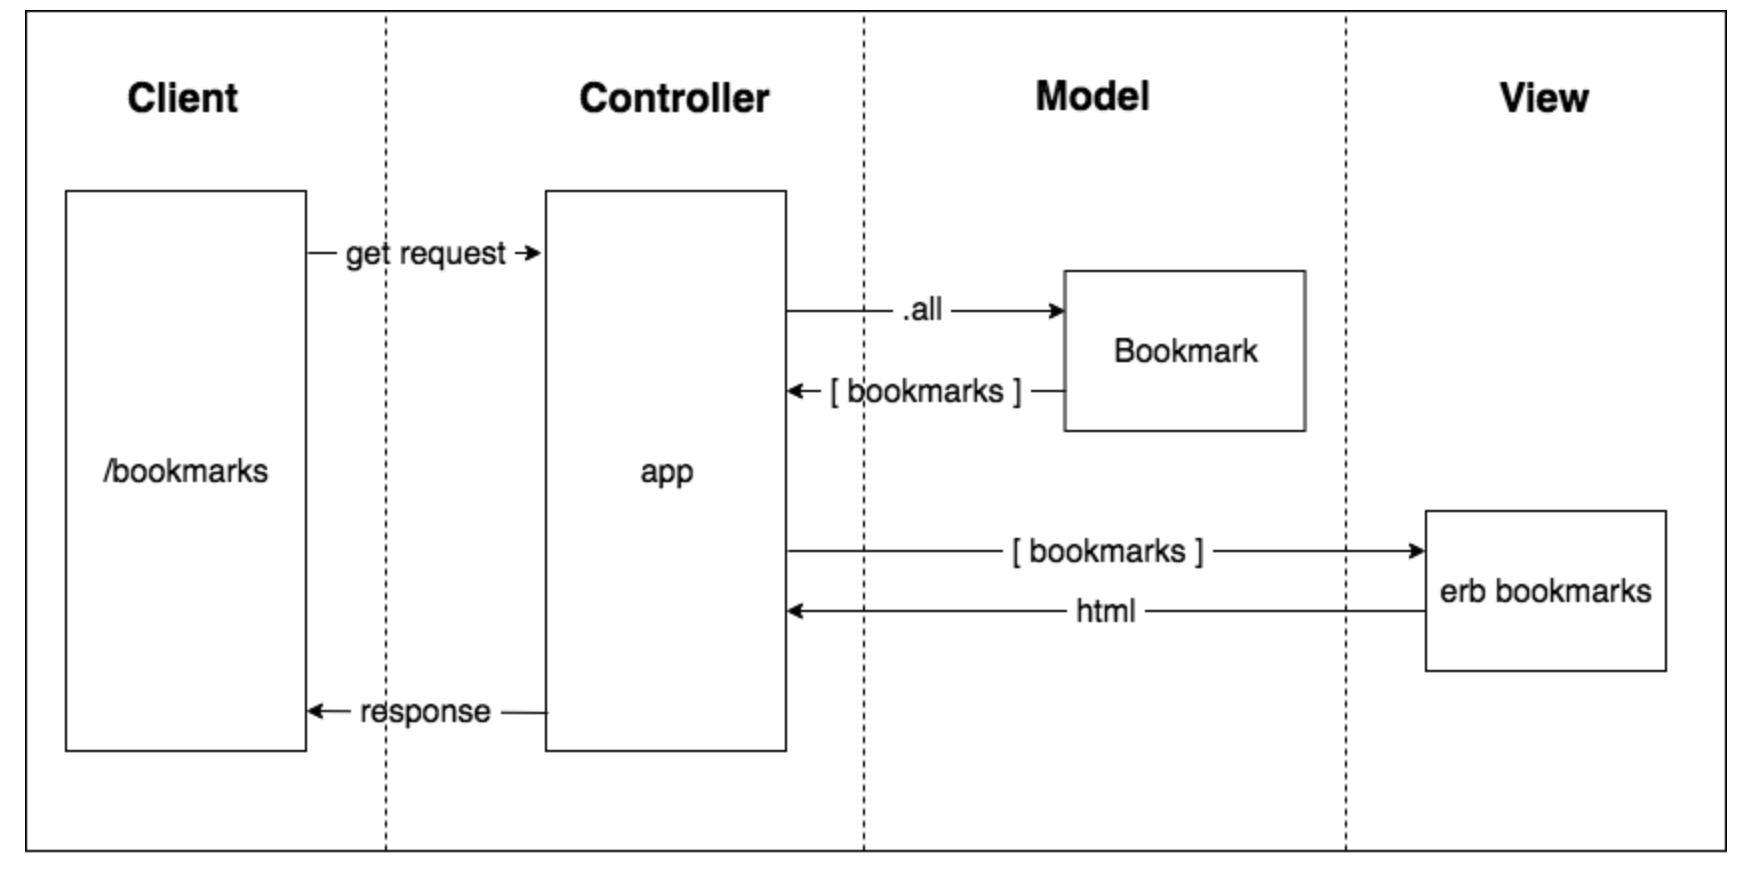 Client
Controller
Model
View
get request
.all
Bookmark
[ bookmarks ]
/bookmarks
app
[ bookmarks ]
erb bookmarks
html
response